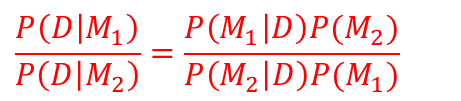 P(D|M₁) / P(D|M₂) = P(M₁|D)P(M₂) / P(M₂|D)P(M₁)